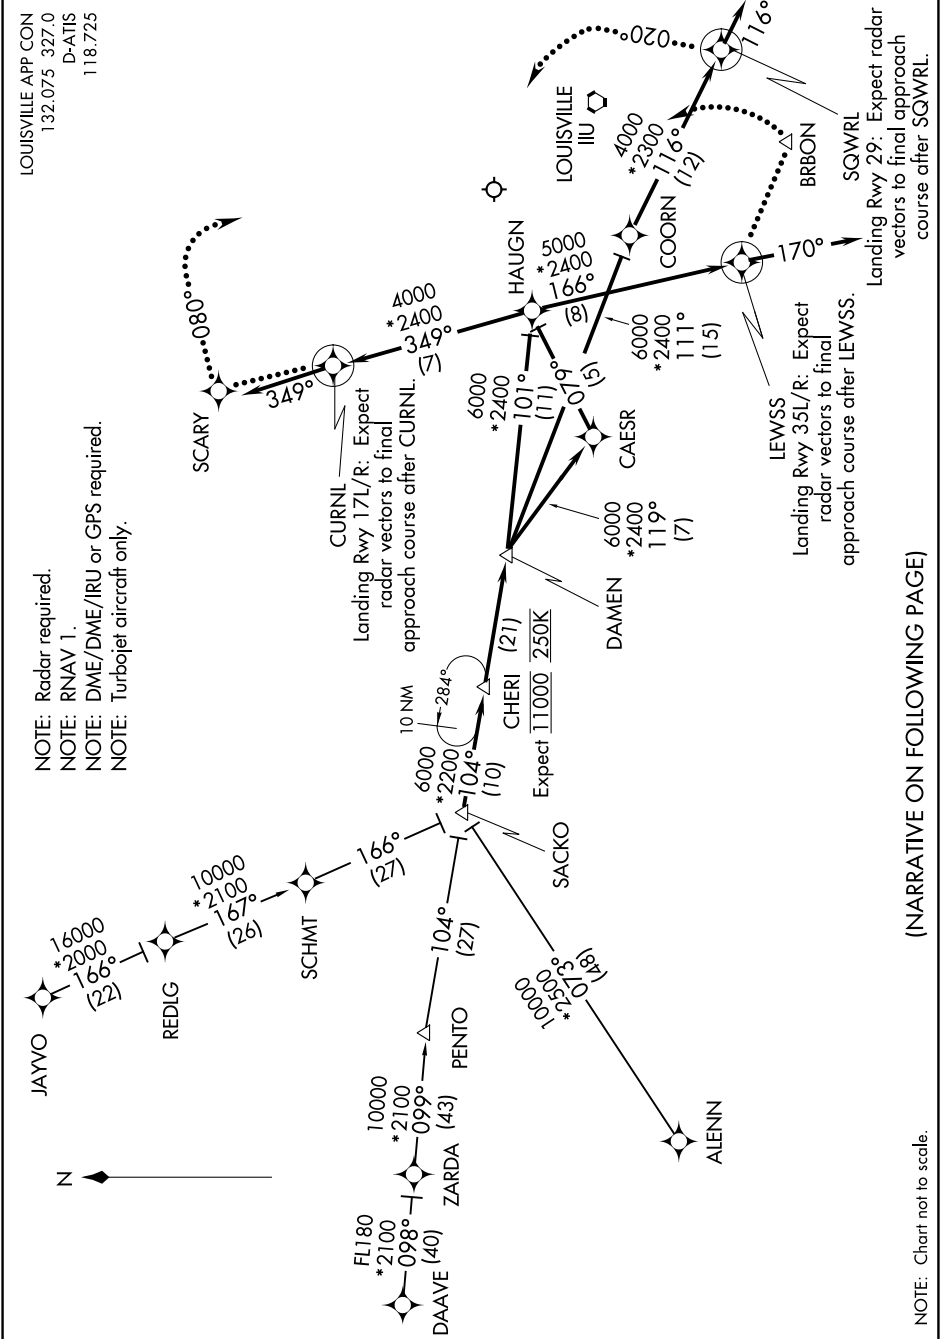 LOUISVILLE APP CON
132.075 327.0
D-ATIS
118.725
NOTE: Radar required.
NOTE: RNAV 1.
NOTE: DME/DME/IRU or GPS required.
NOTE: Turbojet aircraft only.
N
JAYVO
16000
*2000
166°
(22)
REDLG
10000
*2100
167°
(26)
SCHMT
166°
(27)
DAAVE
FL180
*2100
098°
(40)
ZARDA
10000
*2100
099°
(43)
PENTO
104°
(27)
ALENN
10000
*2500
073°
(48)
SACKO
6000
*2200
104°
(10)
10 NM
284°
CHERI
Expect 11000 250K
(21)
DAMEN
6000
*2400
101°
(11)
6000
*2400
119°
(7)
CAESR
079°
(5)
6000
*2400
111°
(15)
HAUGN
4000
*2400
349°
(7)
CURNL
Landing Rwy 17L/R: Expect
radar vectors to final
approach course after CURNL.
349°
SCARY
080°
5000
*2400
166°
(8)
LEWSS
Landing Rwy 35L/R: Expect
radar vectors to final
approach course after LEWSS.
170°
COORN
4000
*2300
116°
(12)
LOUISVILLE
IIU
BRBON
020°
116°
SQWRL
Landing Rwy 29: Expect radar
vectors to final approach
course after SQWRL.
(NARRATIVE ON FOLLOWING PAGE)
NOTE: Chart not to scale.